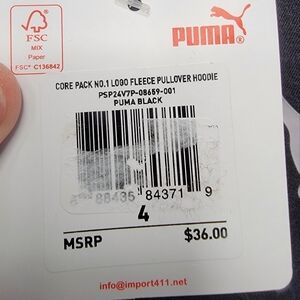 FSC
MIX
Paper
FSC® C136842
PUMA®
CORE PACK NO.1 LOGO FLEECE PULLOVER HOODIE
PSP24V7P-08659-001
PUMA BLACK
88435 84371 9
4
MSRP $36.00
info@import411.net